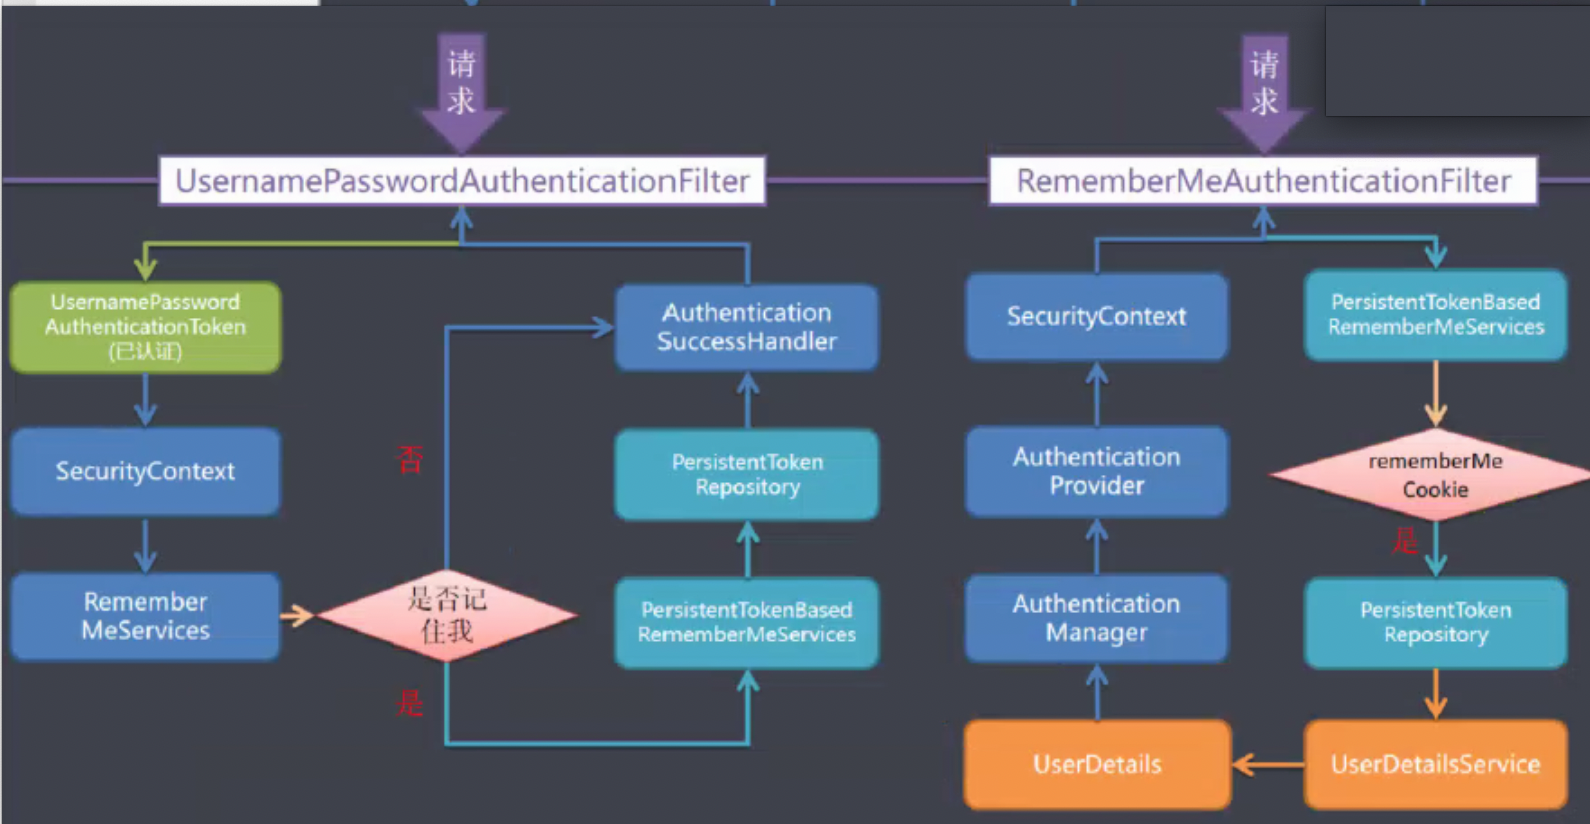 请
求
UsernamePasswordAuthenticationFilter
UsernamePassword
AuthenticationToken
(已认证)
SecurityContext
Remember
MeServices
是否记
住我
否
是
Authentication
SuccessHandler
PersistentToken
Repository
PersistentTokenBased
RememberMeServices
请
求
RememberMeAuthenticationFilter
SecurityContext
Authentication
Provider
Authentication
Manager
UserDetails
PersistentTokenBased
RememberMeServices
rememberMe
Cookie
是
PersistentToken
Repository
UserDetailsService